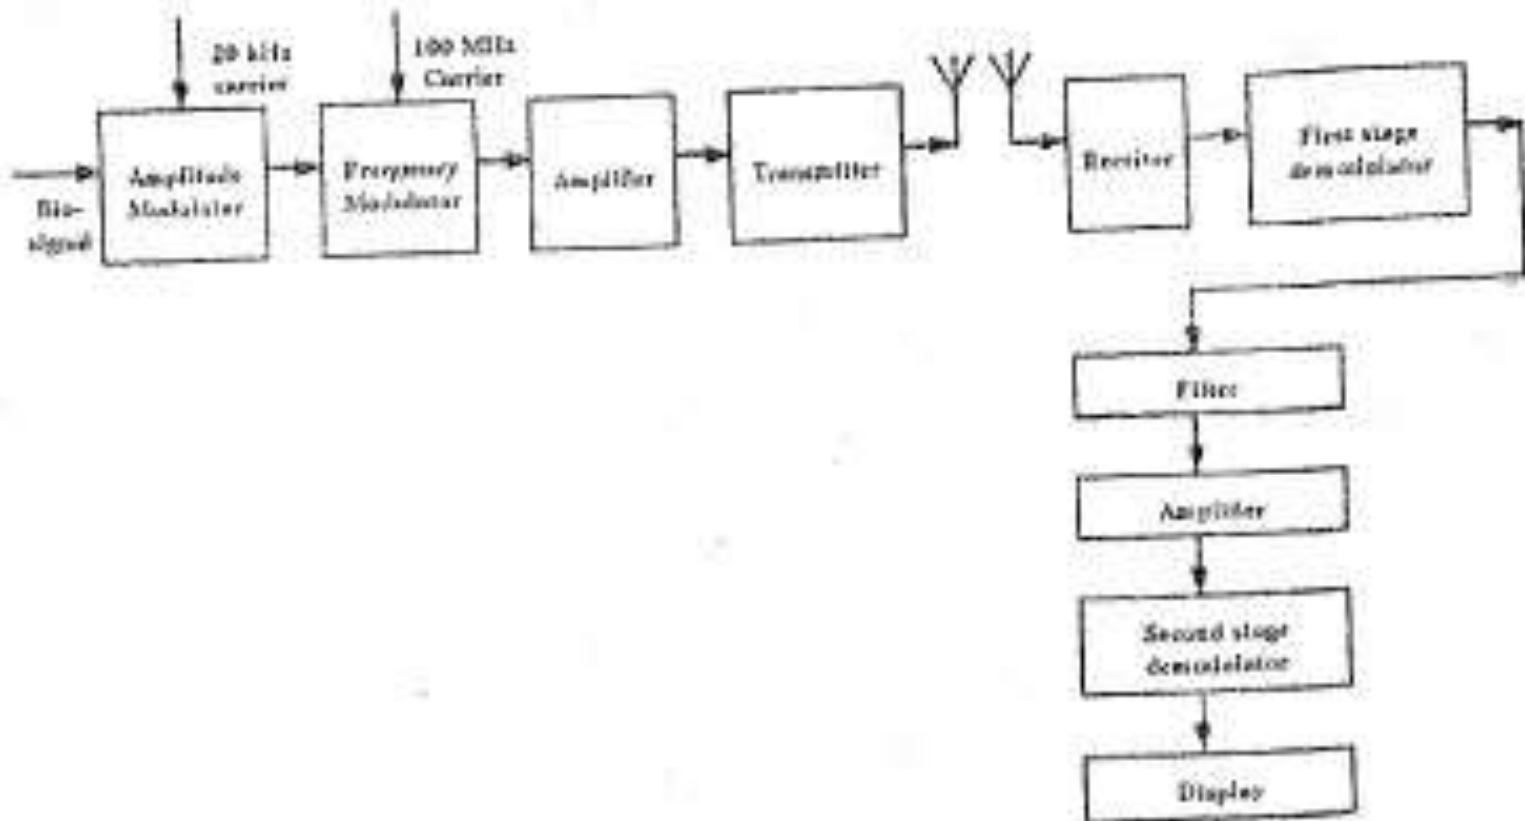 20 kHz
carrier
100 MHz
Carrier
Bio-
signal
Amplitude
Modulator
Frequency
Modulator
Amplifier
Transmitter
First stage
demodulator
Filter
Amplifier
Second stage
demodulator
Display